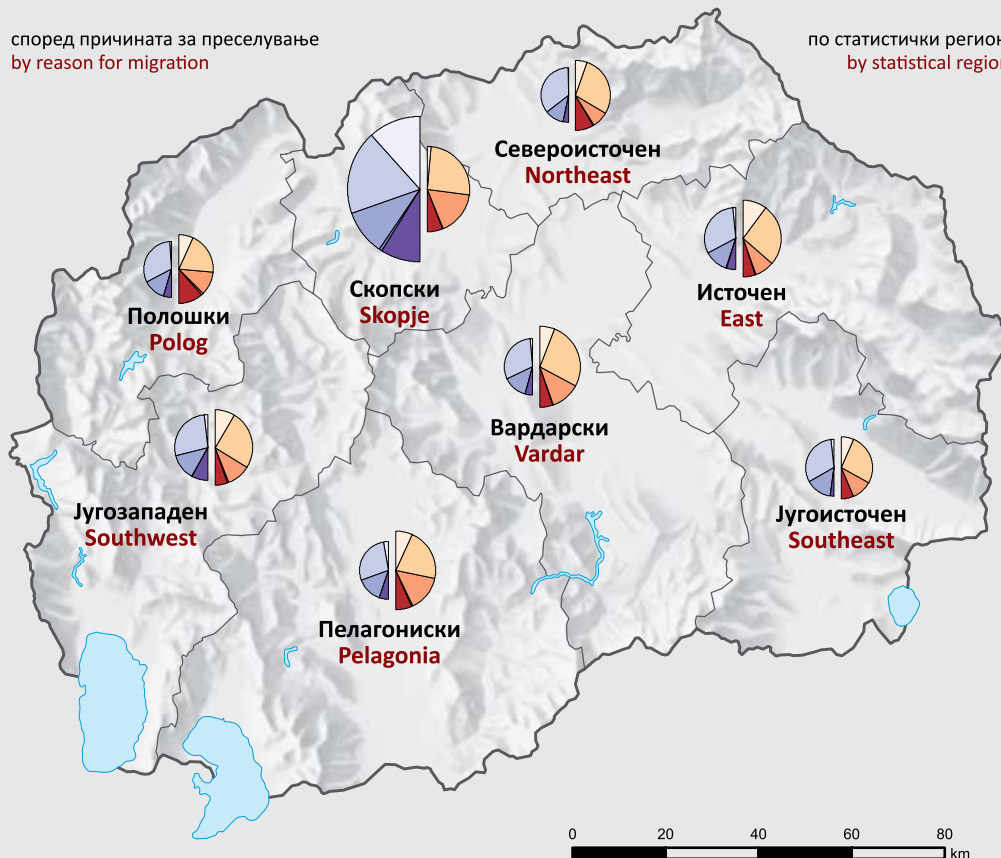 според причината за преселување
by reason for migration
по статистички регион
by statistical region
Североисточен
Northeast
Скопски
Skopje
Источен
East
Полошки
Polog
Вардарски
Vardar
Југозападен
Southwest
Југоисточен
Southeast
Пелагониски
Pelagonia
0 20 40 60 80
km